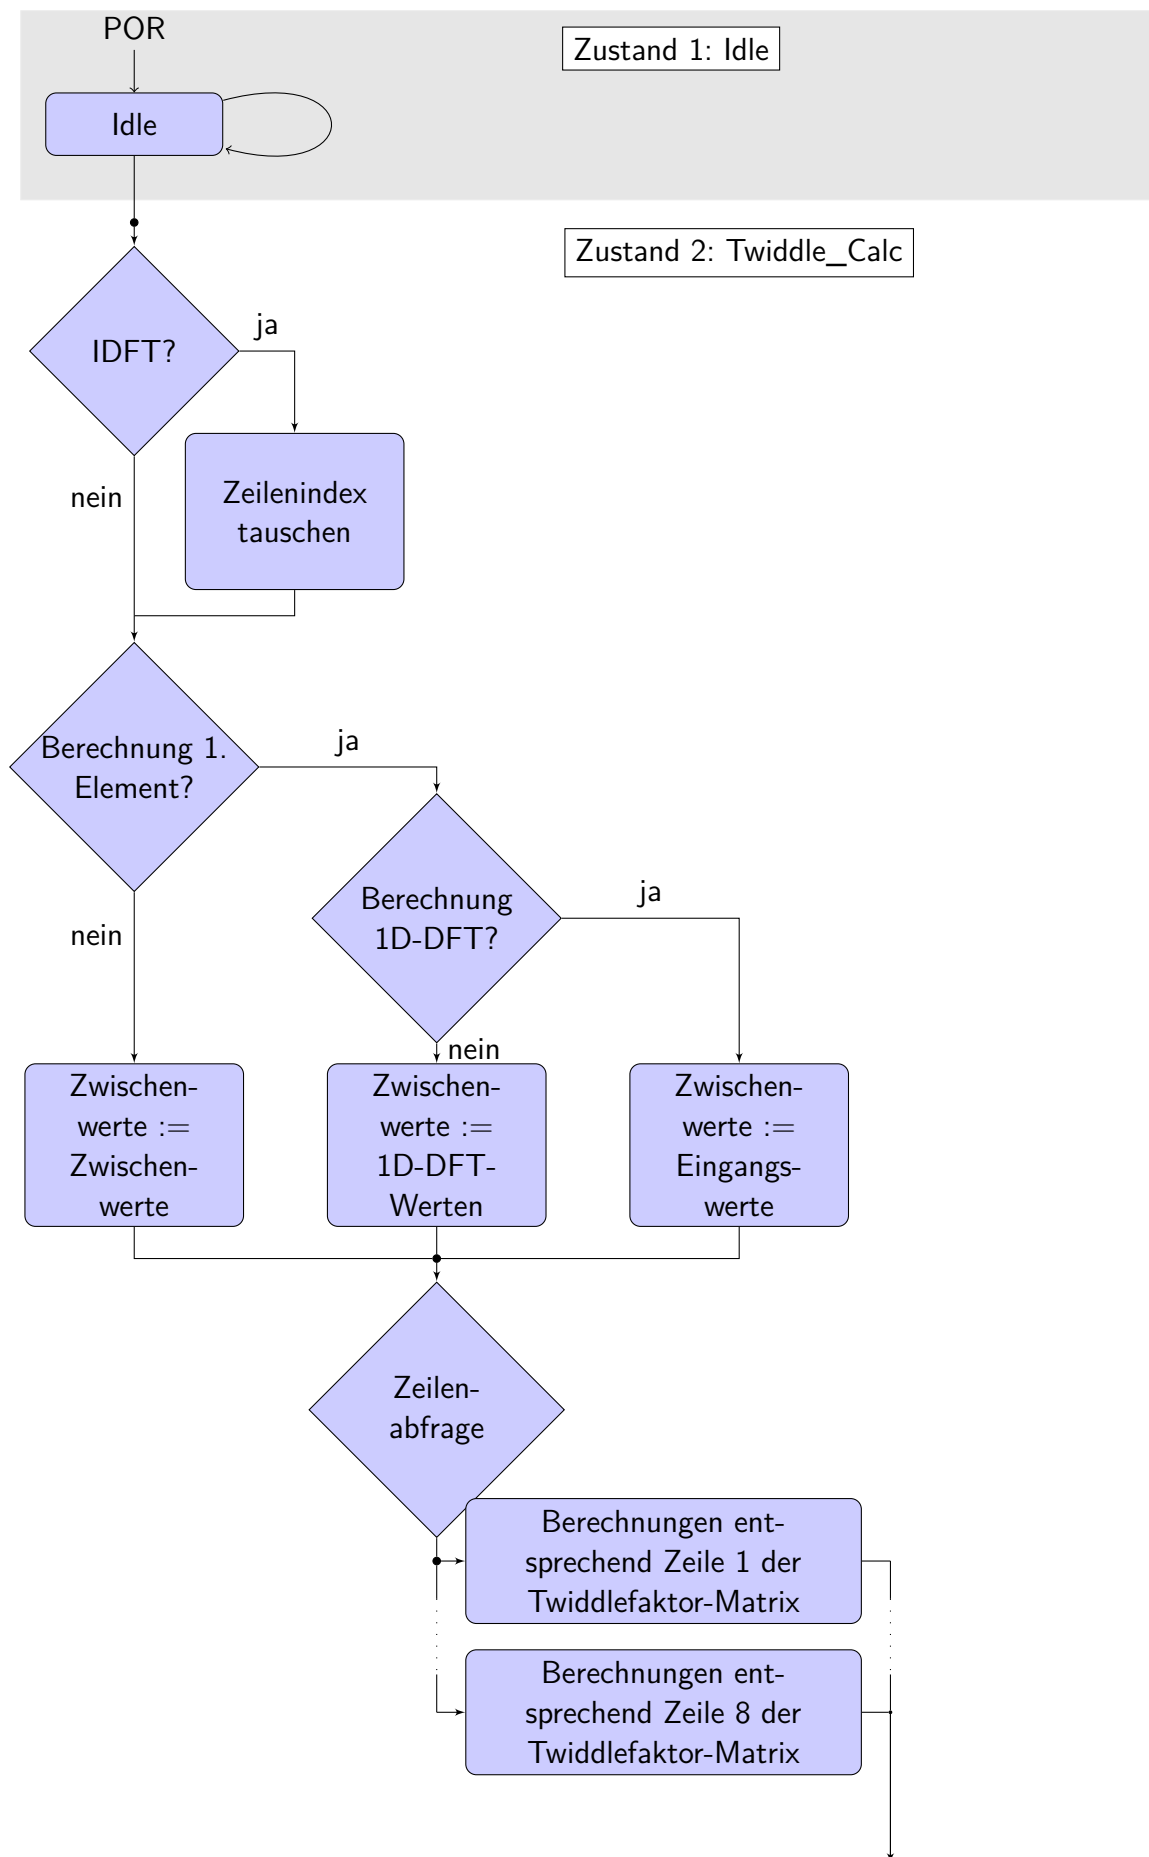 POR
Zustand 1: Idle
Idle
Zustand 2: Twiddle_Calc
IDFT?
ja
nein
Zeilenindex
tauschen
Berechnung 1.
Element?
ja
nein
Berechnung
1D-DFT?
ja
nein
Zwischen-
werte :=
Zwischen-
werte
Zwischen-
werte :=
1D-DFT-
Werten
Zwischen-
werte :=
Eingangs-
werte
Zeilen-
abfrage
Berechnungen ent-
sprechend Zeile 1 der
Twiddlefaktor-Matrix
Berechnungen ent-
sprechend Zeile 8 der
Twiddlefaktor-Matrix